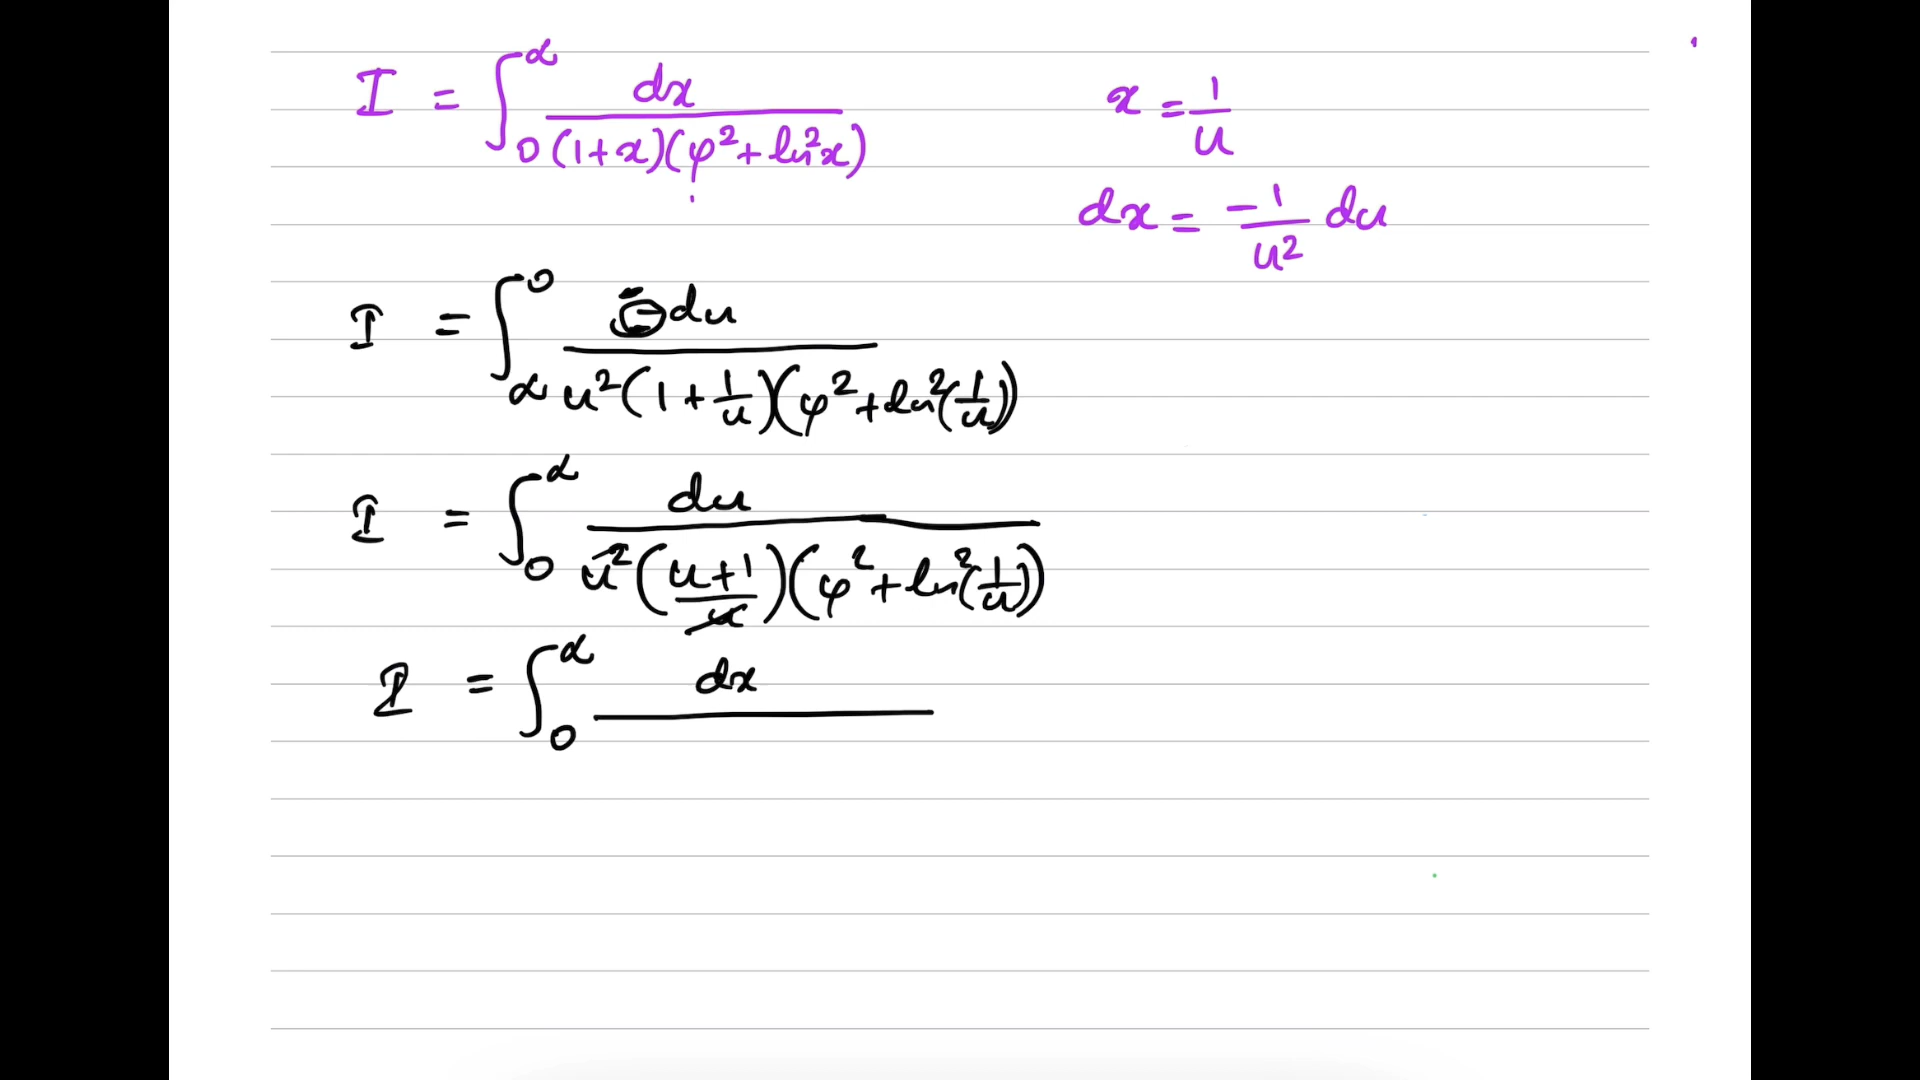 I = ∫₀^∝ dx / (1+x)(φ²+ln²x)
x = 1/u
dx = -1/u² du
I = ∫_∝^0 -du / u²(1+1/u)(φ²+ln²(1/u))
I = ∫₀^∝ du / u²((u+1)/u)(φ²+ln²(1/u))
I = ∫₀^∝ dx /